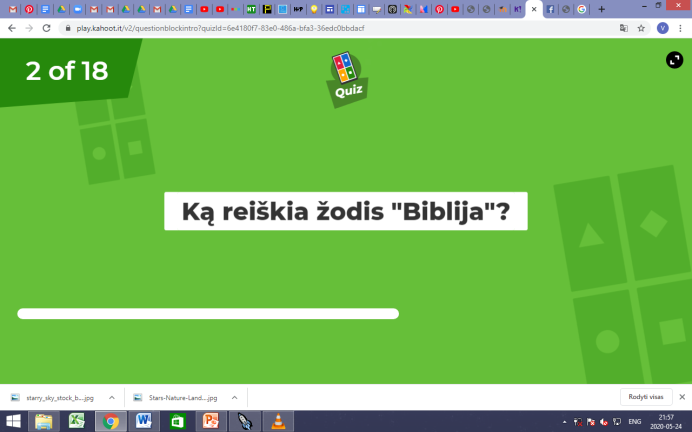 play.kahoot.it/v2/questionblockintro?quizId=6e4180f7-83e0-486a-bfa3-36edc0bbdacf
V
2 of 18
Quiz
Ką reiškia žodis "Biblija"?
starry_sky_stock_b....jpg
Stars-Nature-Land....jpg
Rodyti visas
ENG
21:57
2020-05-24